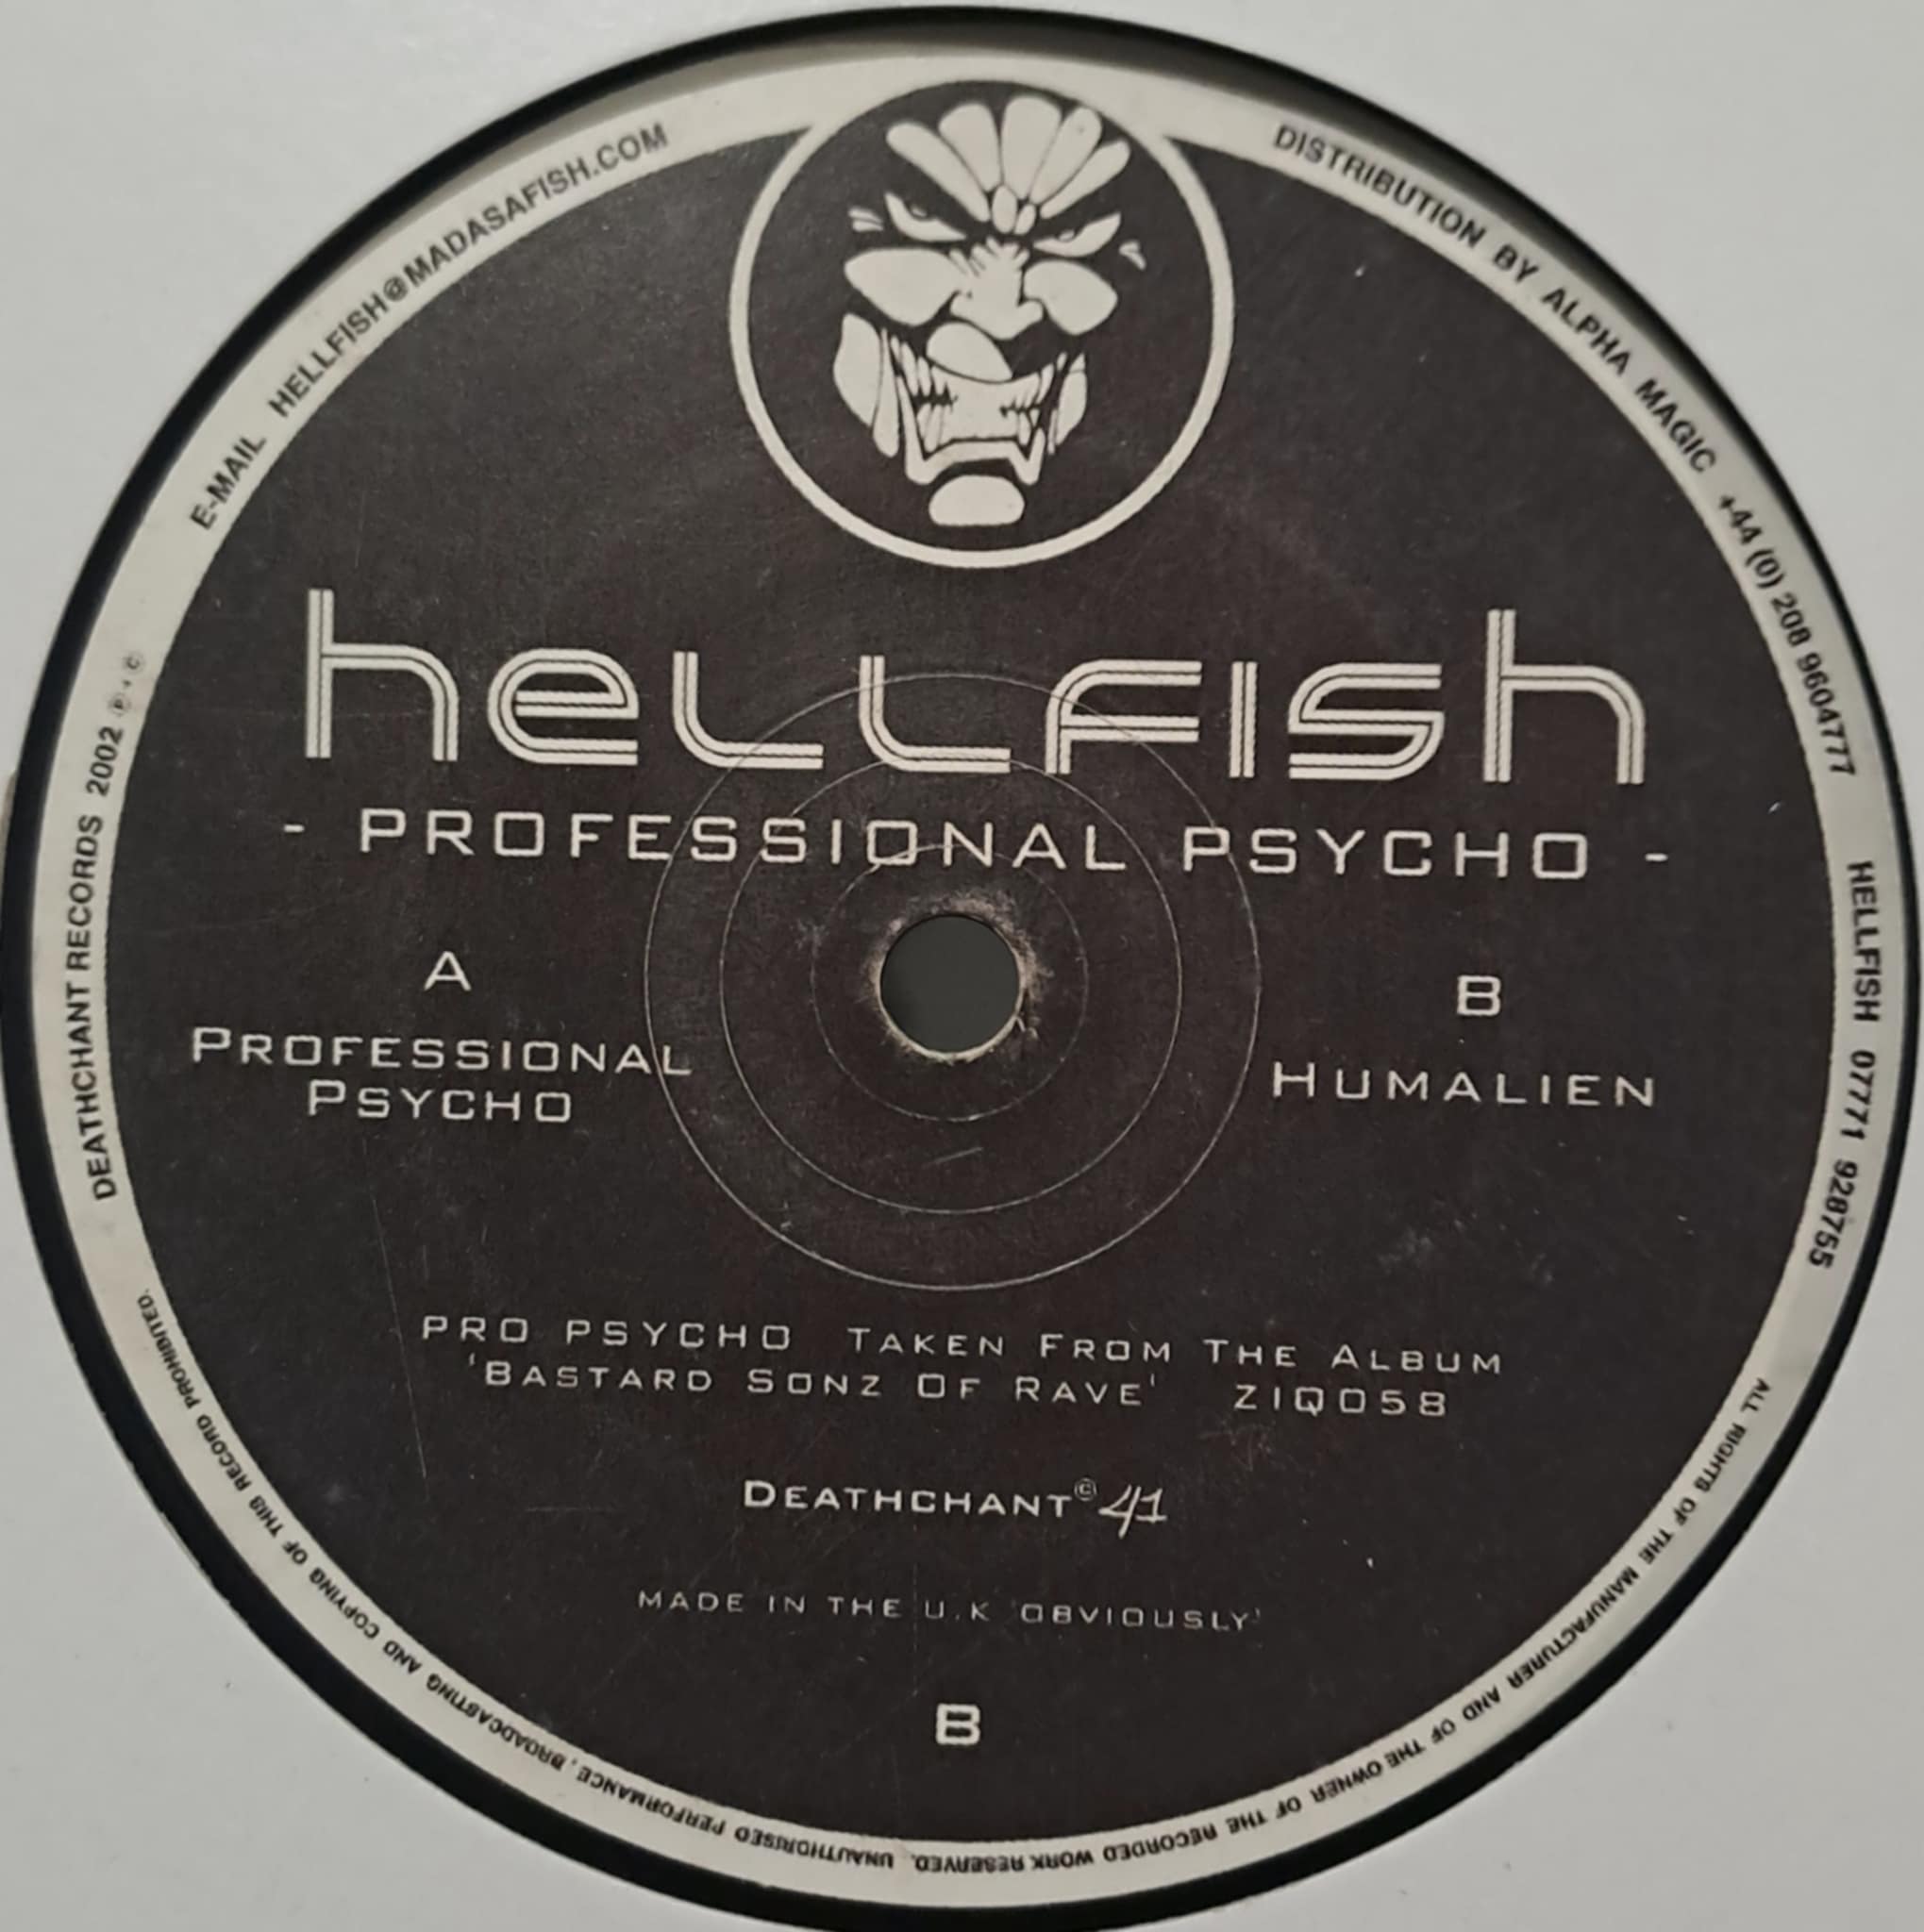 E-MAIL HELLFISH@MADASAFISH.COM
DISTRIBUTION BY ALPHA MAGIC +44 (0) 208 9604777
HELLFISH 07771 928755
DEATHCHANT RECORDS 2002 ℗+©
hellfish
- PROFESSIONAL PSYCHO -
A
PROFESSIONAL
PSYCHO
B
HUMALIEN
PRO PSYCHO TAKEN FROM THE ALBUM
'BASTARD SONZ OF RAVE' ZIQ058
DEATHCHANT© 41
MADE IN THE U.K 'OBVIOUSLY'
B
ALL RIGHTS OF THE MANUFACTURER AND OF THE OWNER OF THE RECORDED WORK RESERVED. UNAUTHORISED PERFORMANCE, BROADCASTING AND COPYING OF THIS RECORD PROHIBITED.